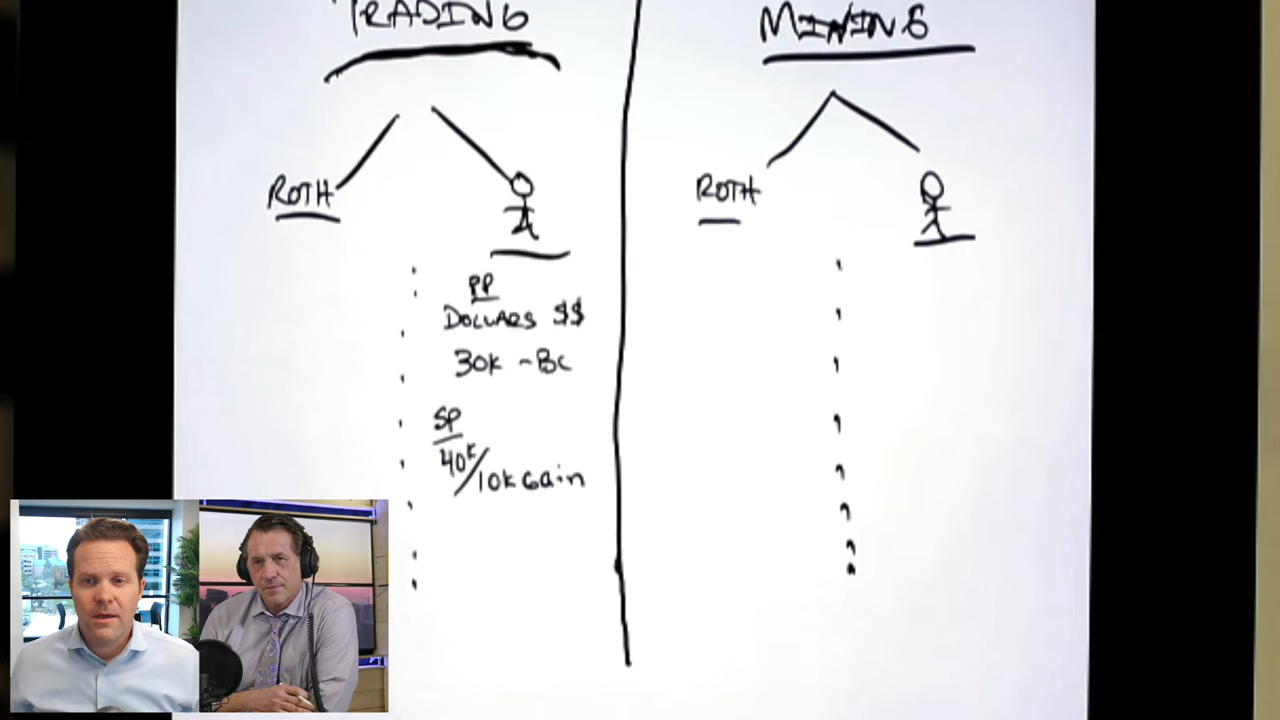 TRADING
ROTH
PP
DOLLARS $$
30K - BC
SP
40K/10K Gain
MINING
ROTH